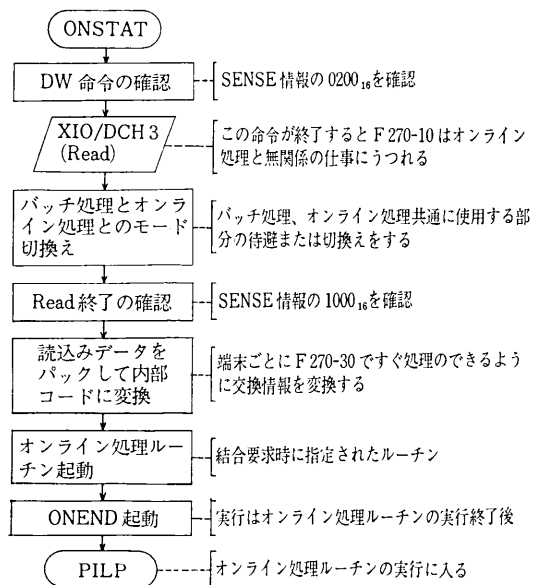 ONSTAT
DW 命令の確認
SENSE 情報の 0200₁₆を確認
XIO/DCH 3
(Read)
この命令が終了すると F 270-10 はオンライン
処理と無関係の仕事にうつれる
バッチ処理とオンラ
イン処理とのモード
切換え
バッチ処理、オンライン処理共通に使用する部
分の待避または切換えをする
Read 終了の確認
SENSE 情報の 1000₁₆を確認
読込みデータを
パックして内部
コードに変換
端末ごとに F 270-30 ですぐ処理のできるよう
に交換情報を変換する
オンライン処理ルー
チン起動
結合要求時に指定されたルーチン
ONEND 起動
実行はオンライン処理ルーチンの実行終了後
PILP
オンライン処理ルーチンの実行に入る